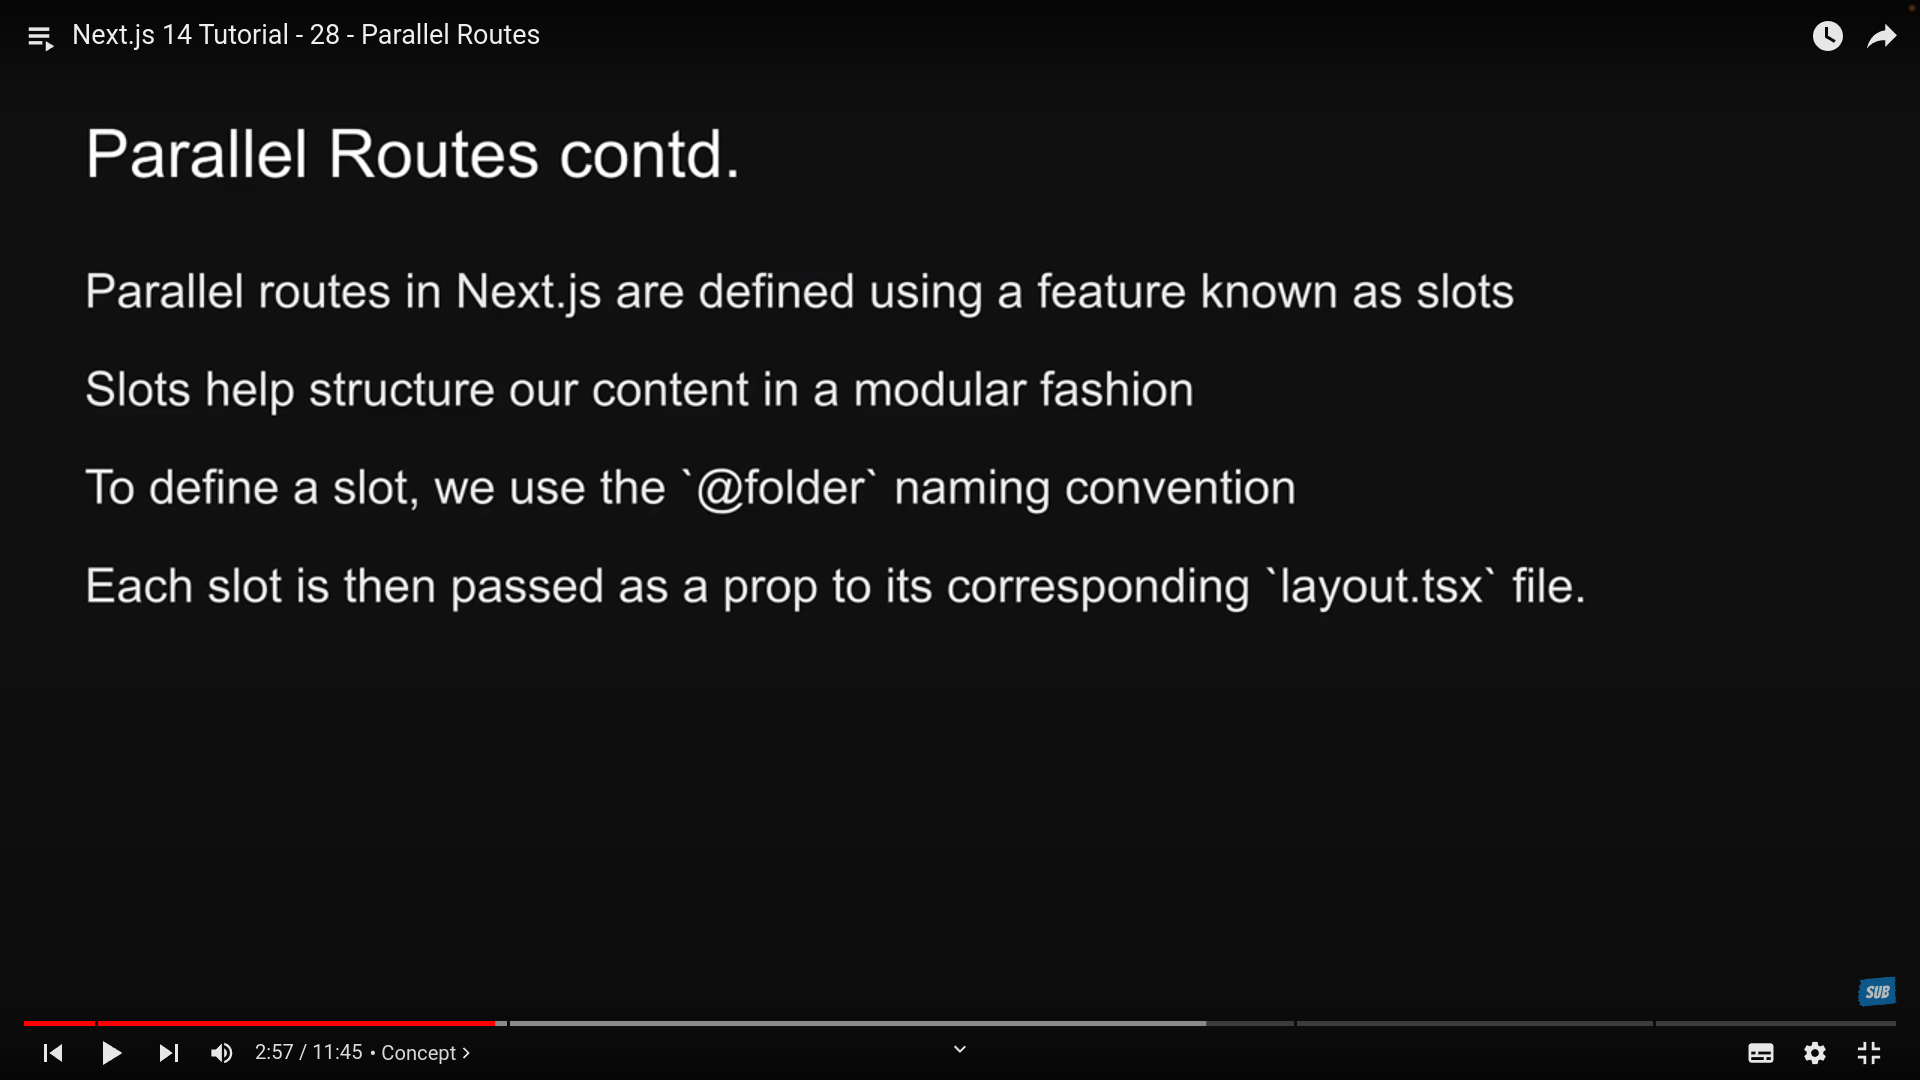 Next.js 14 Tutorial - 28 - Parallel Routes
Parallel Routes contd.
Parallel routes in Next.js are defined using a feature known as slots
Slots help structure our content in a modular fashion
To define a slot, we use the `@folder` naming convention
Each slot is then passed as a prop to its corresponding `layout.tsx` file.
SUB
2:57 / 11:45 • Concept >